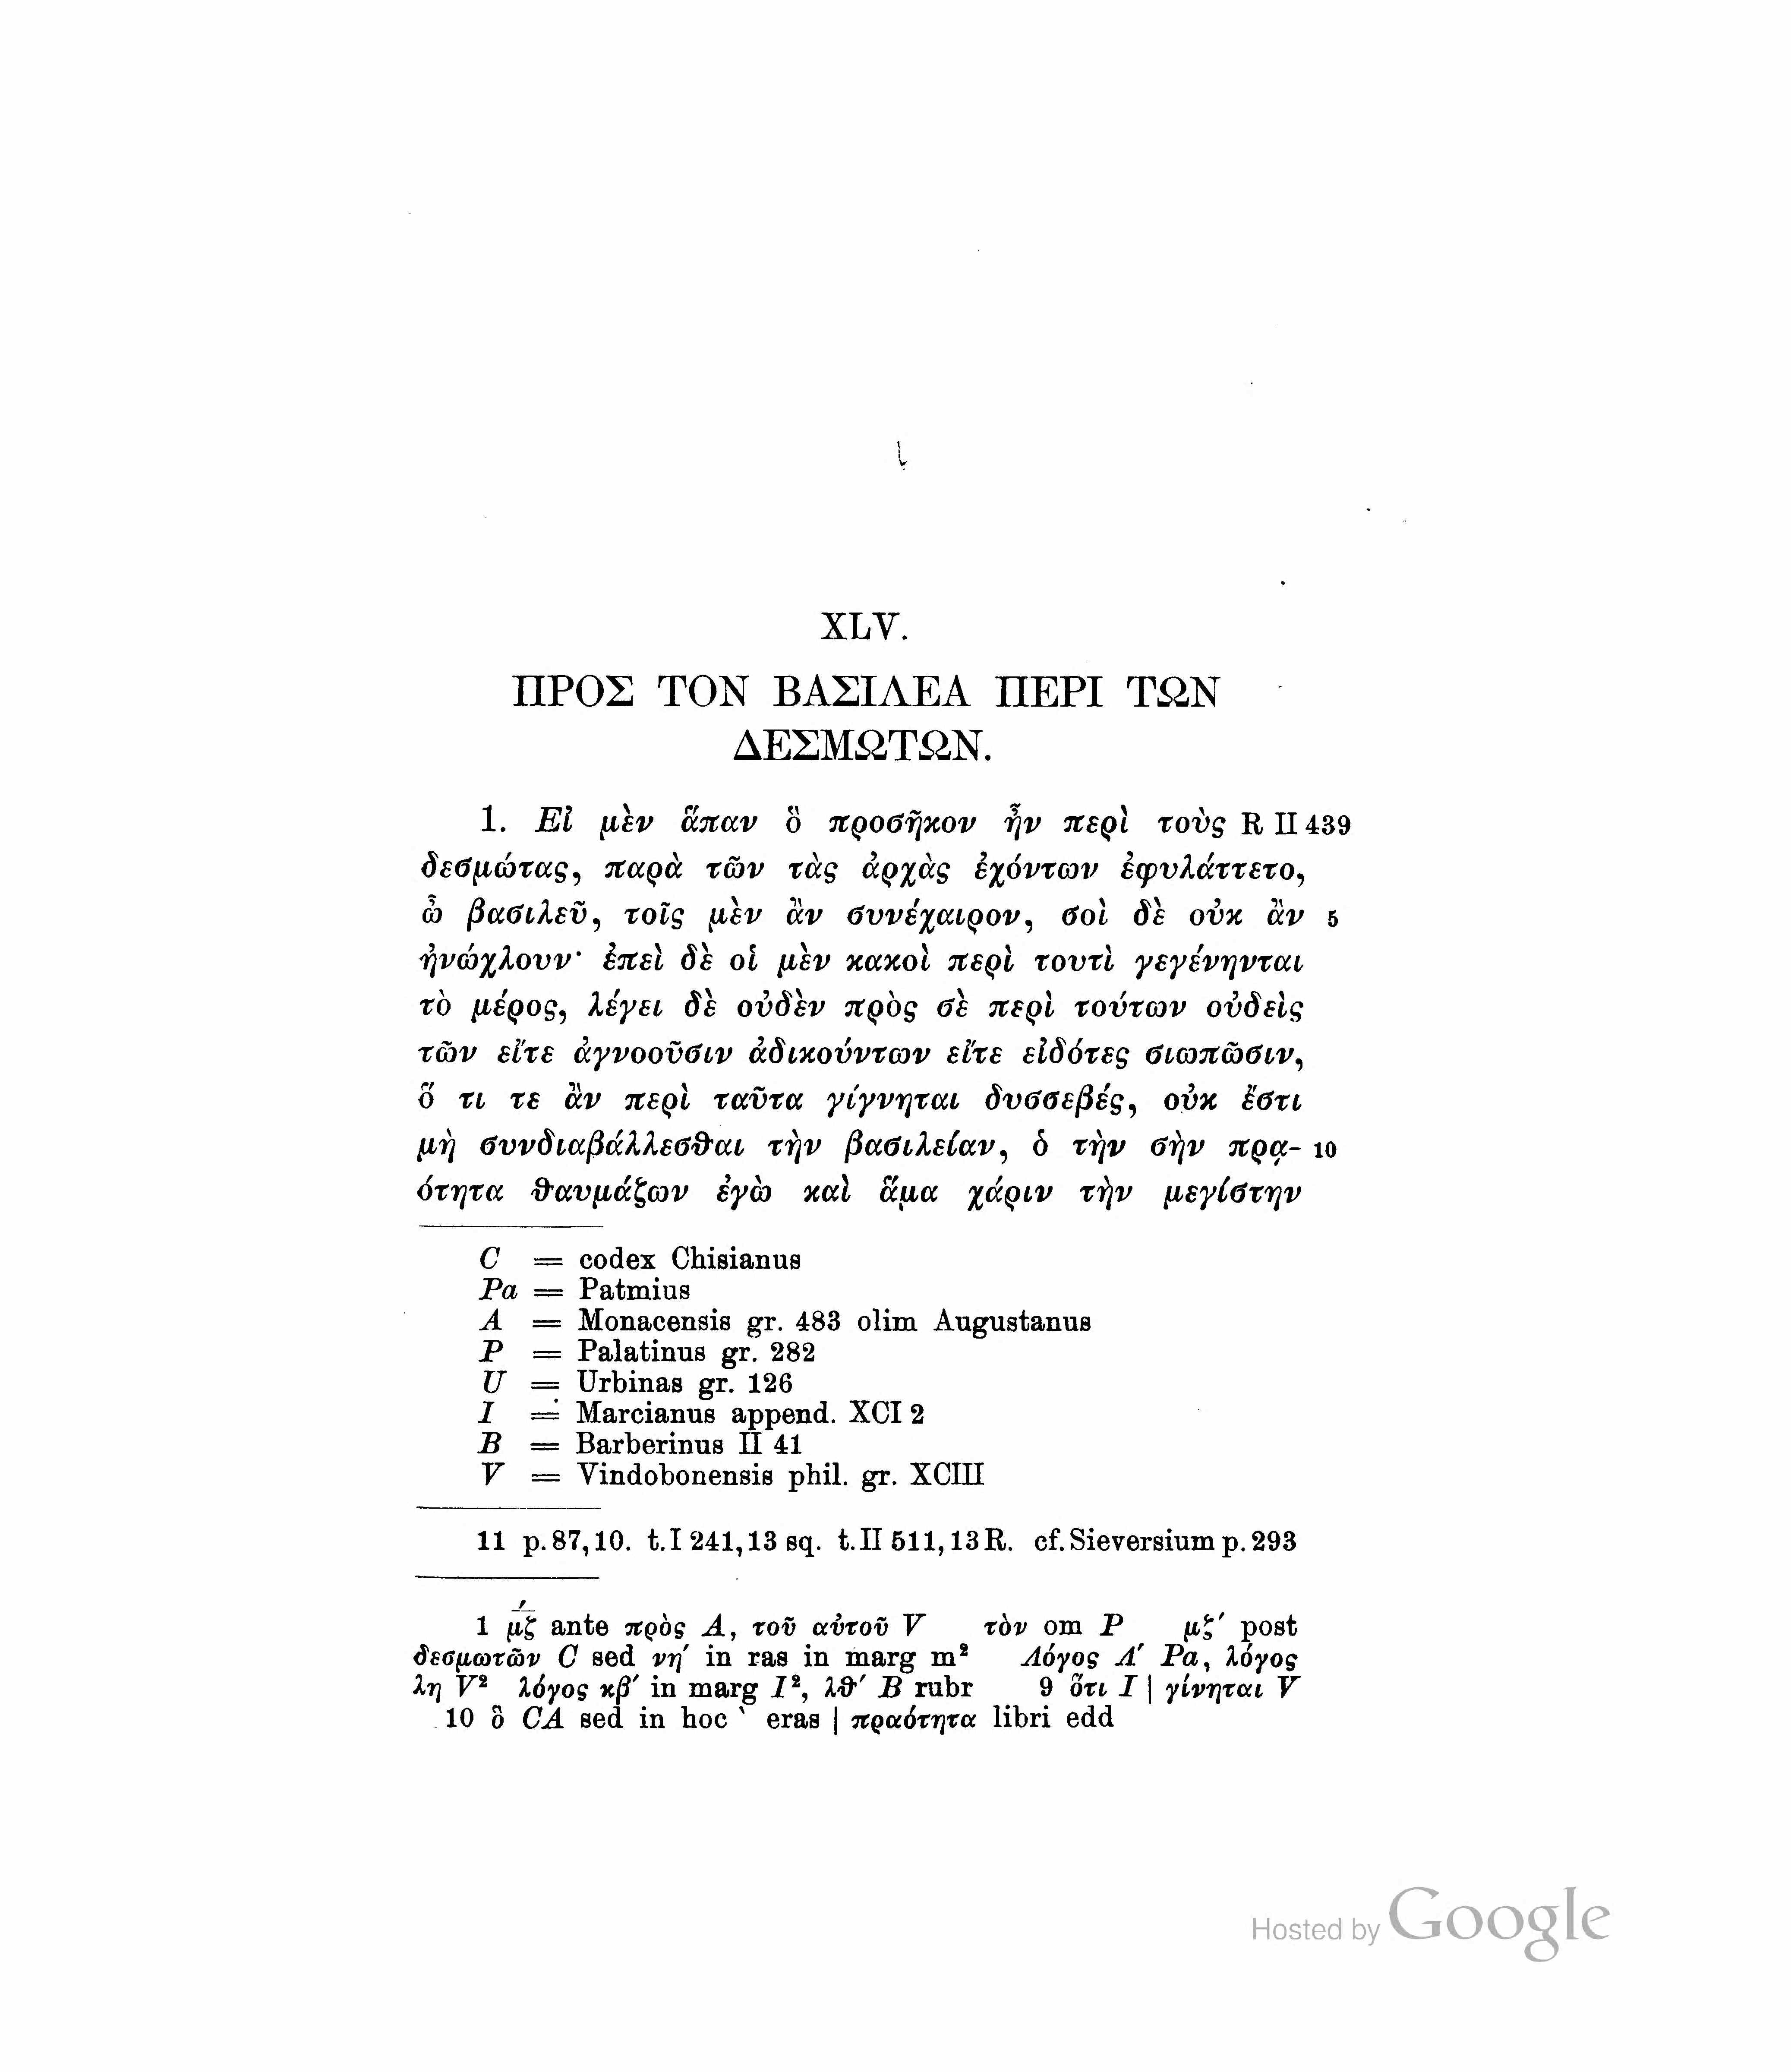 XLV.
ΠΡΟΣ ΤΟΝ ΒΑΣΙΛΕΑ ΠΕΡΙ ΤΩΝ
ΔΕΣΜΩΤΩΝ.
1. Εἰ μὲν ἅπαν ὃ προσῆκον ἦν περὶ τοὺς R II 439
δεσμώτας, παρὰ τῶν τὰς ἀρχὰς ἐχόντων ἐφυλάττετο,
ὦ βασιλεῦ, τοῖς μὲν ἂν συνέχαιρον, σοὶ δὲ οὐκ ἂν 5
ἠνώχλουν· ἐπεὶ δὲ οἱ μὲν κακοὶ περὶ τουτὶ γεγένηνται
τὸ μέρος, λέγει δὲ οὐδὲν πρὸς σὲ περὶ τούτων οὐδεὶς
τῶν εἴτε ἀγνοοῦσιν ἀδικούντων εἴτε εἰδότες σιωπῶσιν,
ὅ τι τε ἂν περὶ ταῦτα γίγνηται δυσσεβές, οὐκ ἔστι
μὴ συνδιαβάλλεσθαι τὴν βασιλείαν, ὁ τὴν σὴν πρᾳ- 10
ότητα θαυμάζων ἐγὼ καὶ ἅμα χάριν τὴν μεγίστην
C = codex Chisianus
Pa = Patmius
A = Monacensis gr. 483 olim Augustanus
P = Palatinus gr. 282
U = Urbinas gr. 126
I = Marcianus append. XCI 2
B = Barberinus II 41
V = Vindobonensis phil. gr. XCIII
11 p. 87,10. t. I 241,13 sq. t. II 511,13 R. cf. Sieversium p. 293
1 μζ́ ante πρὸς A, τοῦ αὐτοῦ V τὸν om P μξʹ post
δεσμωτῶν C sed νηʹ in ras in marg m² Λόγος Λʹ Pa, λόγος
λη V² λόγος κβʹ in marg I², λθʹ B rubr 9 ὅτι I | γίνηται V
10 ὃ CA sed in hoc ` eras | πραότητα libri edd
Hosted by Google